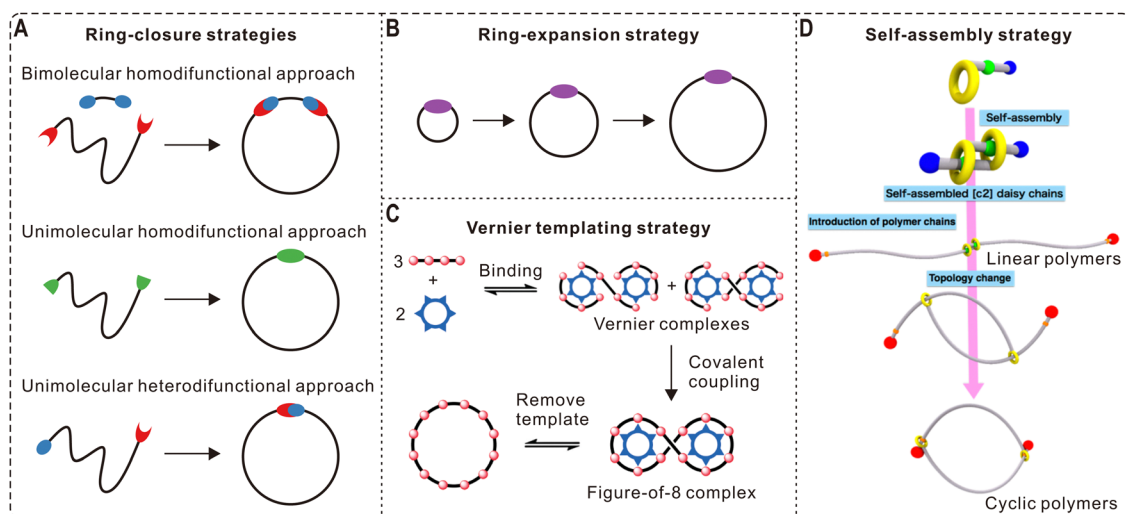 A
Ring-closure strategies
Bimolecular homodifunctional approach
Unimolecular homodifunctional approach
Unimolecular heterodifunctional approach
B
Ring-expansion strategy
C
Vernier templating strategy
3
+
2
Binding
+
Vernier complexes
Covalent
coupling
Remove
template
Figure-of-8 complex
D
Self-assembly strategy
Self-assembly
Self-assembled [c2] daisy chains
Introduction of polymer chains
Linear polymers
Topology change
Cyclic polymers